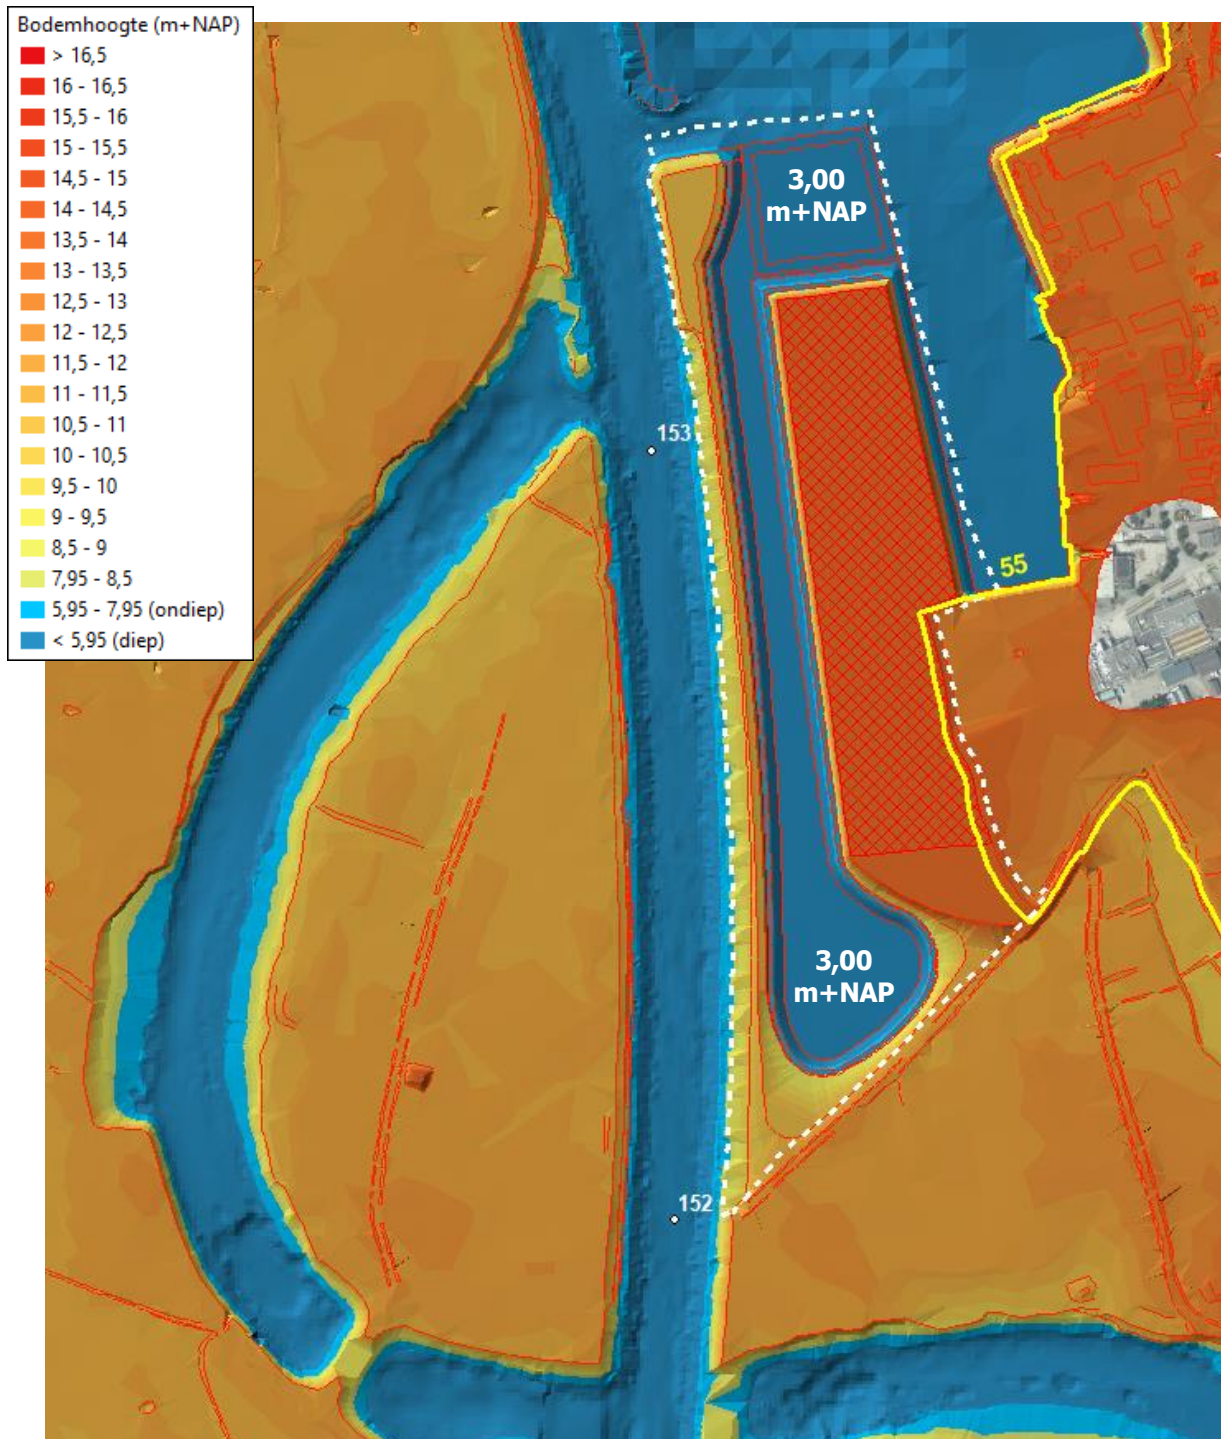 Bodemhoogte (m+NAP)
> 16,5
16 - 16,5
15,5 - 16
15 - 15,5
14,5 - 15
14 - 14,5
13,5 - 14
13 - 13,5
12,5 - 13
12 - 12,5
11,5 - 12
11 - 11,5
10,5 - 11
10 - 10,5
9,5 - 10
9 - 9,5
8,5 - 9
7,95 - 8,5
5,95 - 7,95 (ondiep)
< 5,95 (diep)
3,00
m+NAP
153
55
3,00
m+NAP
152